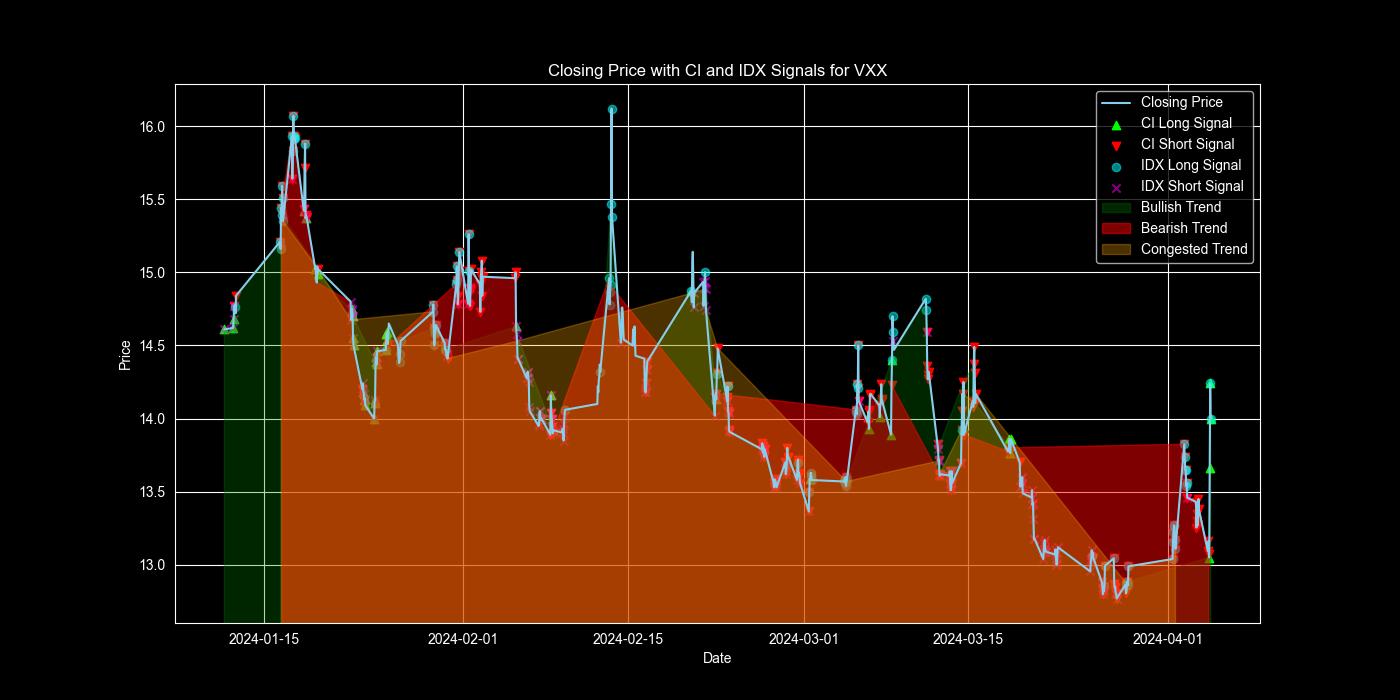 Closing Price with CI and IDX Signals for VXX
Closing Price
CI Long Signal
CI Short Signal
IDX Long Signal
IDX Short Signal
Bullish Trend
Bearish Trend
Congested Trend
Price
16.0
15.5
15.0
14.5
14.0
13.5
13.0
2024-01-15 2024-02-01 2024-02-15 2024-03-01 2024-03-15 2024-04-01
Date